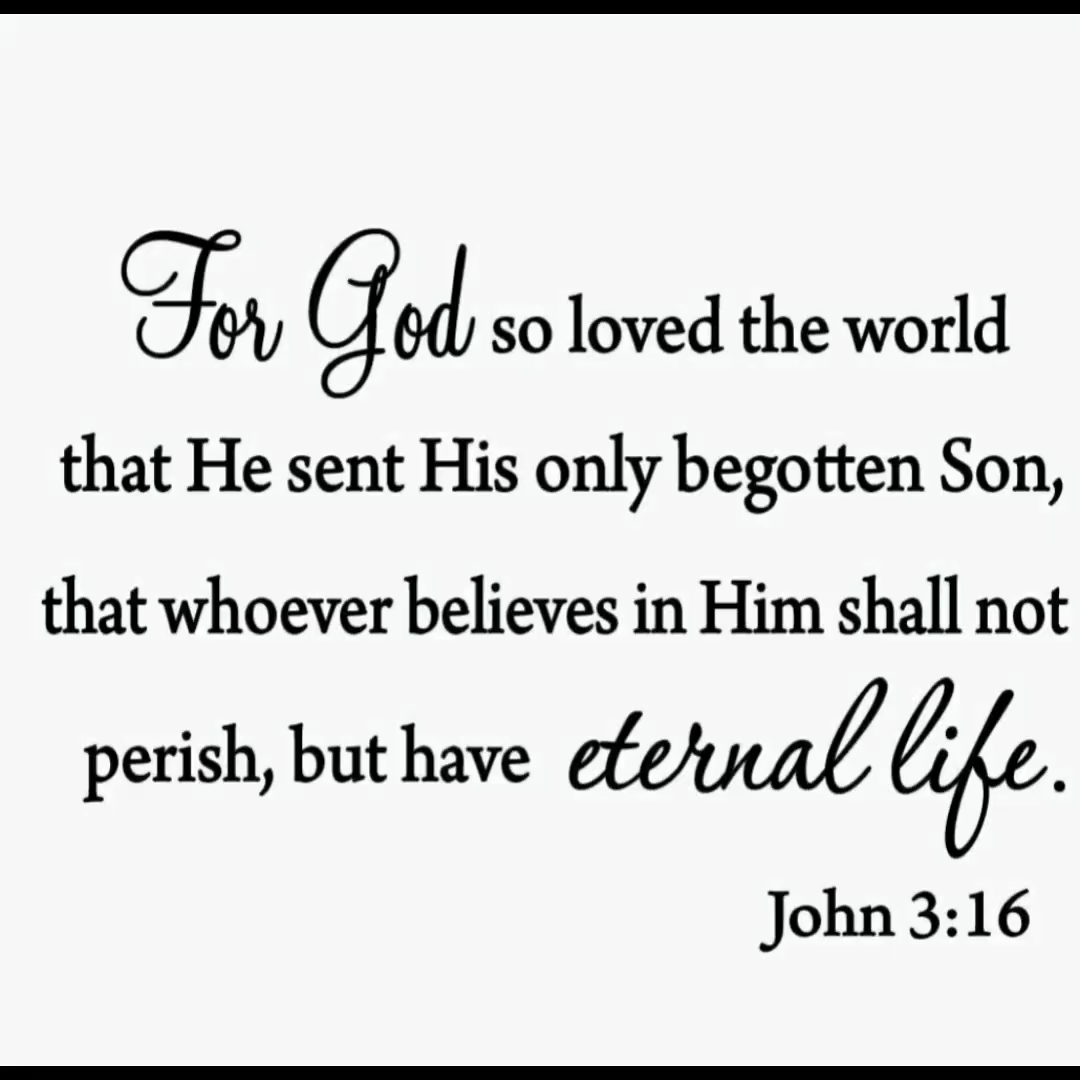 For God so loved the world
that He sent His only begotten Son,
that whoever believes in Him shall not
perish, but have eternal life.
John 3:16